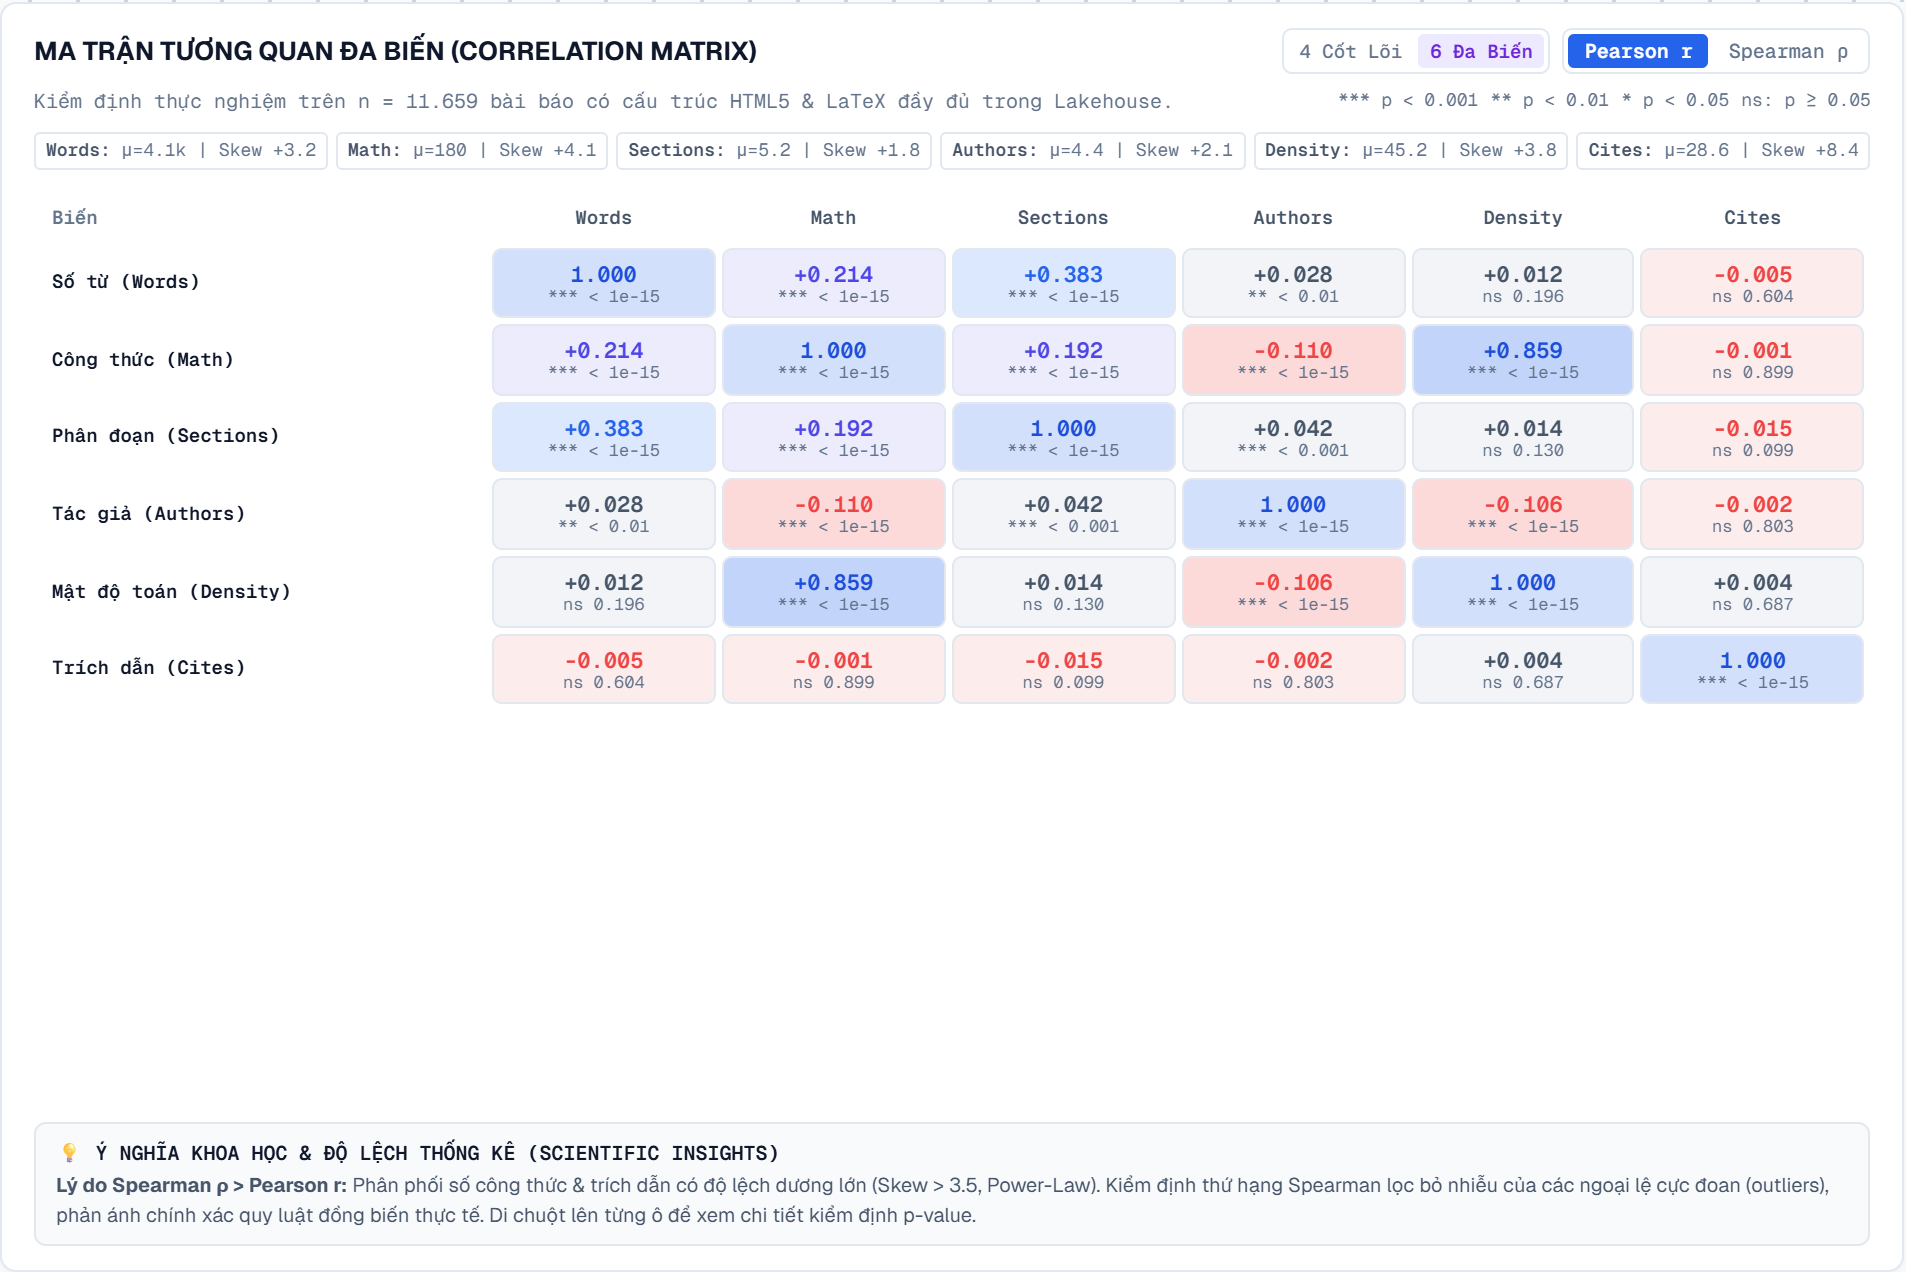 MA TRẬN TƯƠNG QUAN ĐA BIẾN (CORRELATION MATRIX)
4 Cốt Lõi 6 Đa Biến Pearson r Spearman ρ
Kiểm định thực nghiệm trên n = 11.659 bài báo có cấu trúc HTML5 & LaTeX đầy đủ trong Lakehouse.
*** p < 0.001 ** p < 0.01 * p < 0.05 ns: p ≥ 0.05
Words: μ=4.1k | Skew +3.2 Math: μ=180 | Skew +4.1 Sections: μ=5.2 | Skew +1.8 Authors: μ=4.4 | Skew +2.1 Density: μ=45.2 | Skew +3.8 Cites: μ=28.6 | Skew +8.4
Biến Words Math Sections Authors Density Cites
Số từ (Words)
1.000 +0.214 +0.383 +0.028 +0.012 -0.005
*** < 1e-15 *** < 1e-15 *** < 1e-15 ** < 0.01 ns 0.196 ns 0.604
Công thức (Math)
+0.214 1.000 +0.192 -0.110 +0.859 -0.001
*** < 1e-15 *** < 1e-15 *** < 1e-15 *** < 1e-15 *** < 1e-15 ns 0.899
Phân đoạn (Sections)
+0.383 +0.192 1.000 +0.042 +0.014 -0.015
*** < 1e-15 *** < 1e-15 *** < 1e-15 *** < 0.001 ns 0.130 ns 0.099
Tác giả (Authors)
+0.028 -0.110 +0.042 1.000 -0.106 -0.002
** < 0.01 *** < 1e-15 *** < 0.001 *** < 1e-15 *** < 1e-15 ns 0.803
Mật độ toán (Density)
+0.012 +0.859 +0.014 -0.106 1.000 +0.004
ns 0.196 *** < 1e-15 ns 0.130 *** < 1e-15 *** < 1e-15 ns 0.687
Trích dẫn (Cites)
-0.005 -0.001 -0.015 -0.002 +0.004 1.000
ns 0.604 ns 0.899 ns 0.099 ns 0.803 ns 0.687 *** < 1e-15
💡 Ý NGHĨA KHOA HỌC & ĐỘ LỆCH THỐNG KÊ (SCIENTIFIC INSIGHTS)
Lý do Spearman ρ > Pearson r: Phân phối số công thức & trích dẫn có độ lệch dương lớn (Skew > 3.5, Power-Law). Kiểm định thứ hạng Spearman lọc bỏ nhiễu của các ngoại lệ cực đoan (outliers),
phản ánh chính xác quy luật đồng biến thực tế. Di chuột lên từng ô để xem chi tiết kiểm định p-value.